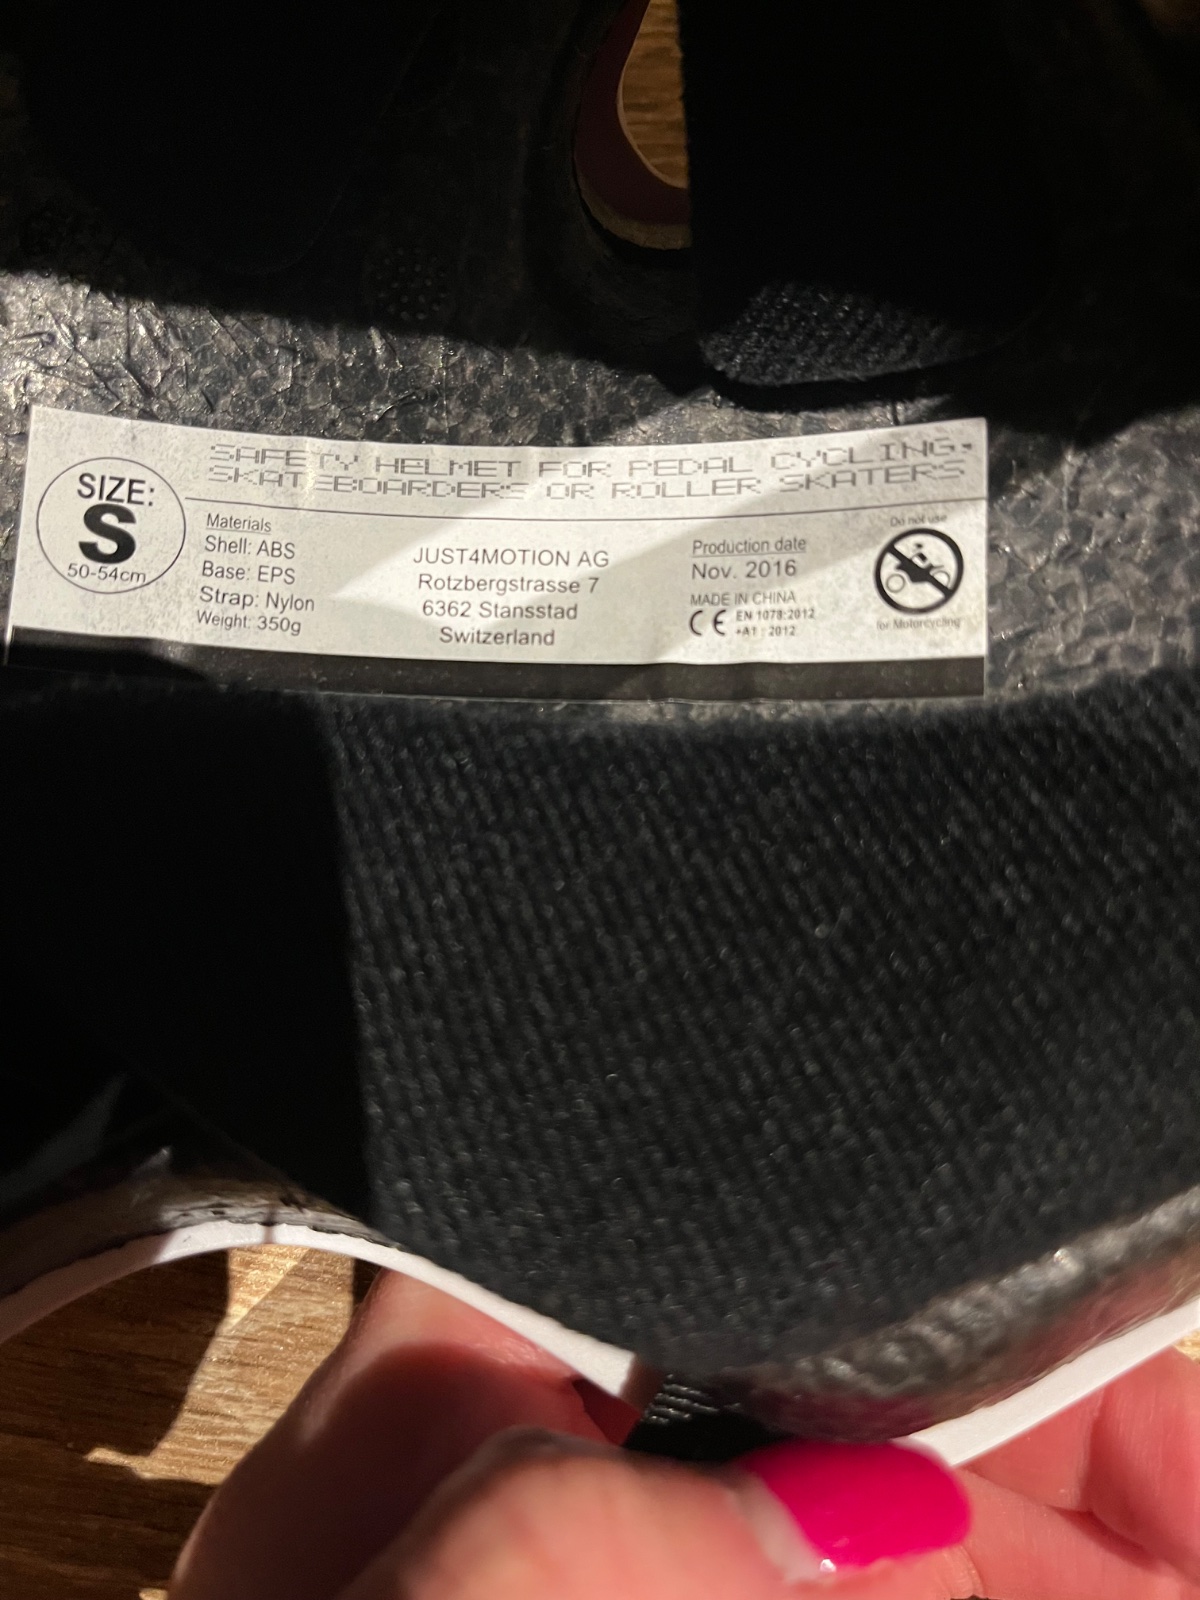 SAFETY HELMET FOR PEDAL CYCLING,
SKATEBOARDERS OR ROLLER SKATERS
SIZE:
S
50-54cm
Materials
Shell: ABS
Base: EPS
Strap: Nylon
Weight: 350g
JUST4MOTION AG
Rotzbergstrasse 7
6362 Stansstad
Switzerland
Production date
Nov. 2016
MADE IN CHINA
CE EN 1078:2012
+A1 : 2012
Do not use
for Motorcycling